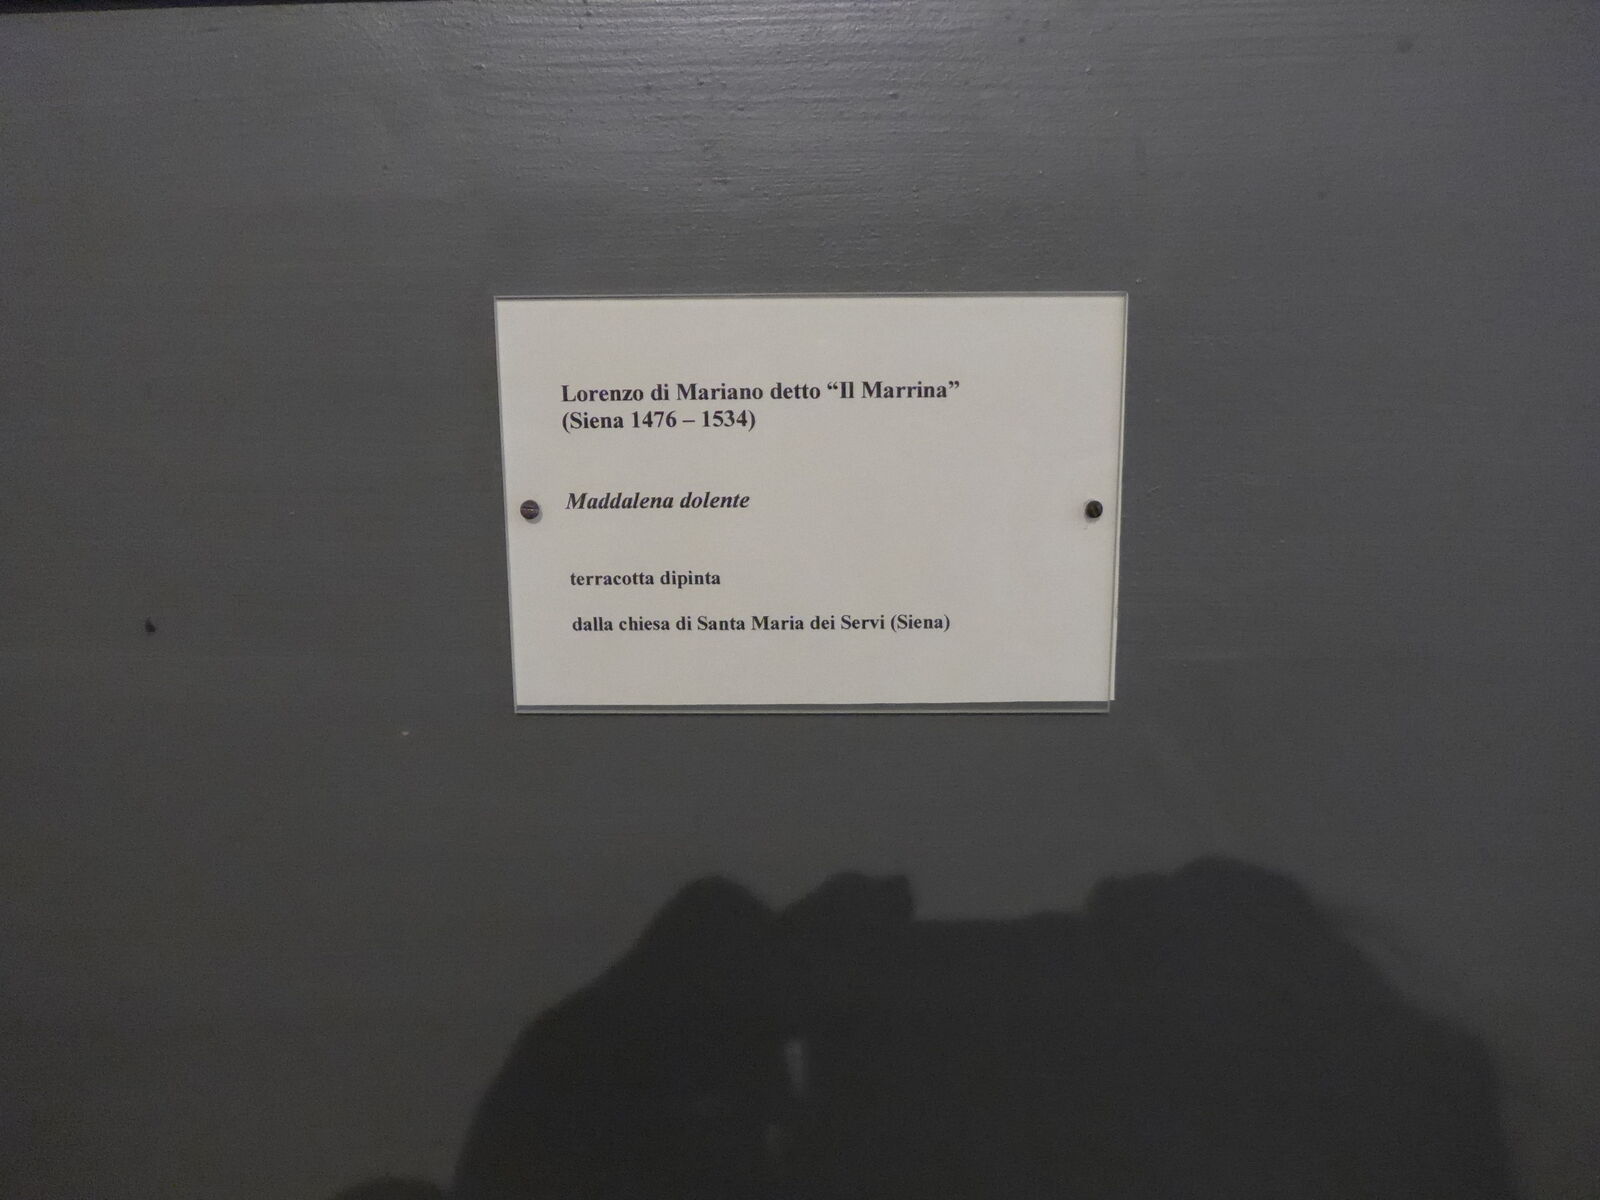 Lorenzo di Mariano detto “Il Marrina”
(Siena 1476 – 1534)
Maddalena dolente
terracotta dipinta
dalla chiesa di Santa Maria dei Servi (Siena)